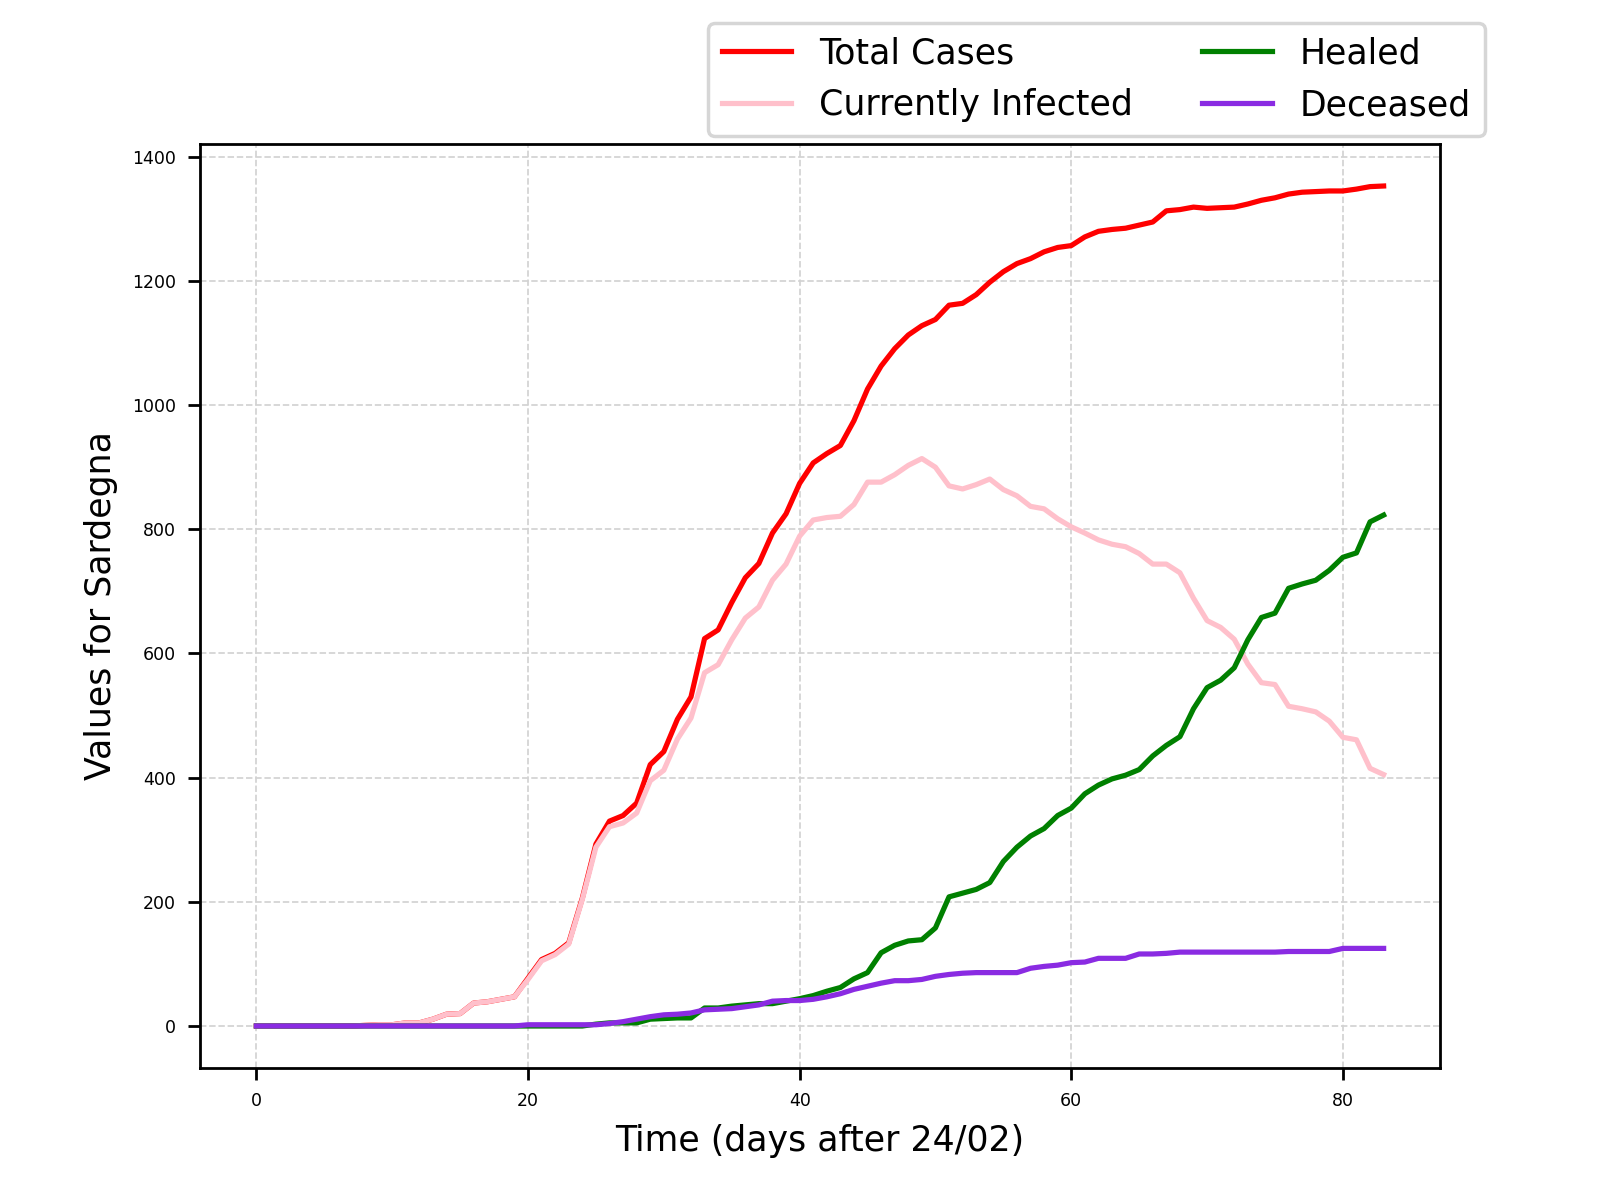 Total Cases Healed
Currently Infected Deceased
1400
1200
1000
800
600
400
200
0
Values for Sardegna
0 20 40 60 80
Time (days after 24/02)